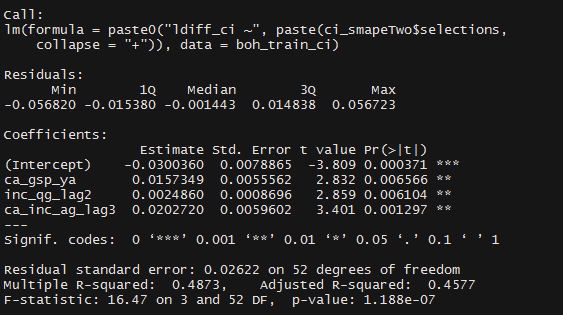 Call:
lm(formula = paste0("ldiff_ci ~", paste(ci_smapeTwo$selections,
    collapse = "+")), data = boh_train_ci)
Residuals:
      Min        1Q    Median        3Q       Max
-0.056820 -0.015380 -0.001443  0.014838  0.056723
Coefficients:
                 Estimate Std. Error t value Pr(>|t|)
(Intercept)    -0.0300360  0.0078865  -3.809 0.000371 ***
ca_gsp_ya       0.0157349  0.0055562   2.832 0.006566 **
inc_qg_lag2     0.0024860  0.0008696   2.859 0.006104 **
ca_inc_ag_lag3  0.0202720  0.0059602   3.401 0.001297 **
---
Signif. codes:  0 ‘***’ 0.001 ‘**’ 0.01 ‘*’ 0.05 ‘.’ 0.1 ‘ ’ 1
Residual standard error: 0.02622 on 52 degrees of freedom
Multiple R-squared:  0.4873,    Adjusted R-squared:  0.4577
F-statistic: 16.47 on 3 and 52 DF,  p-value: 1.188e-07